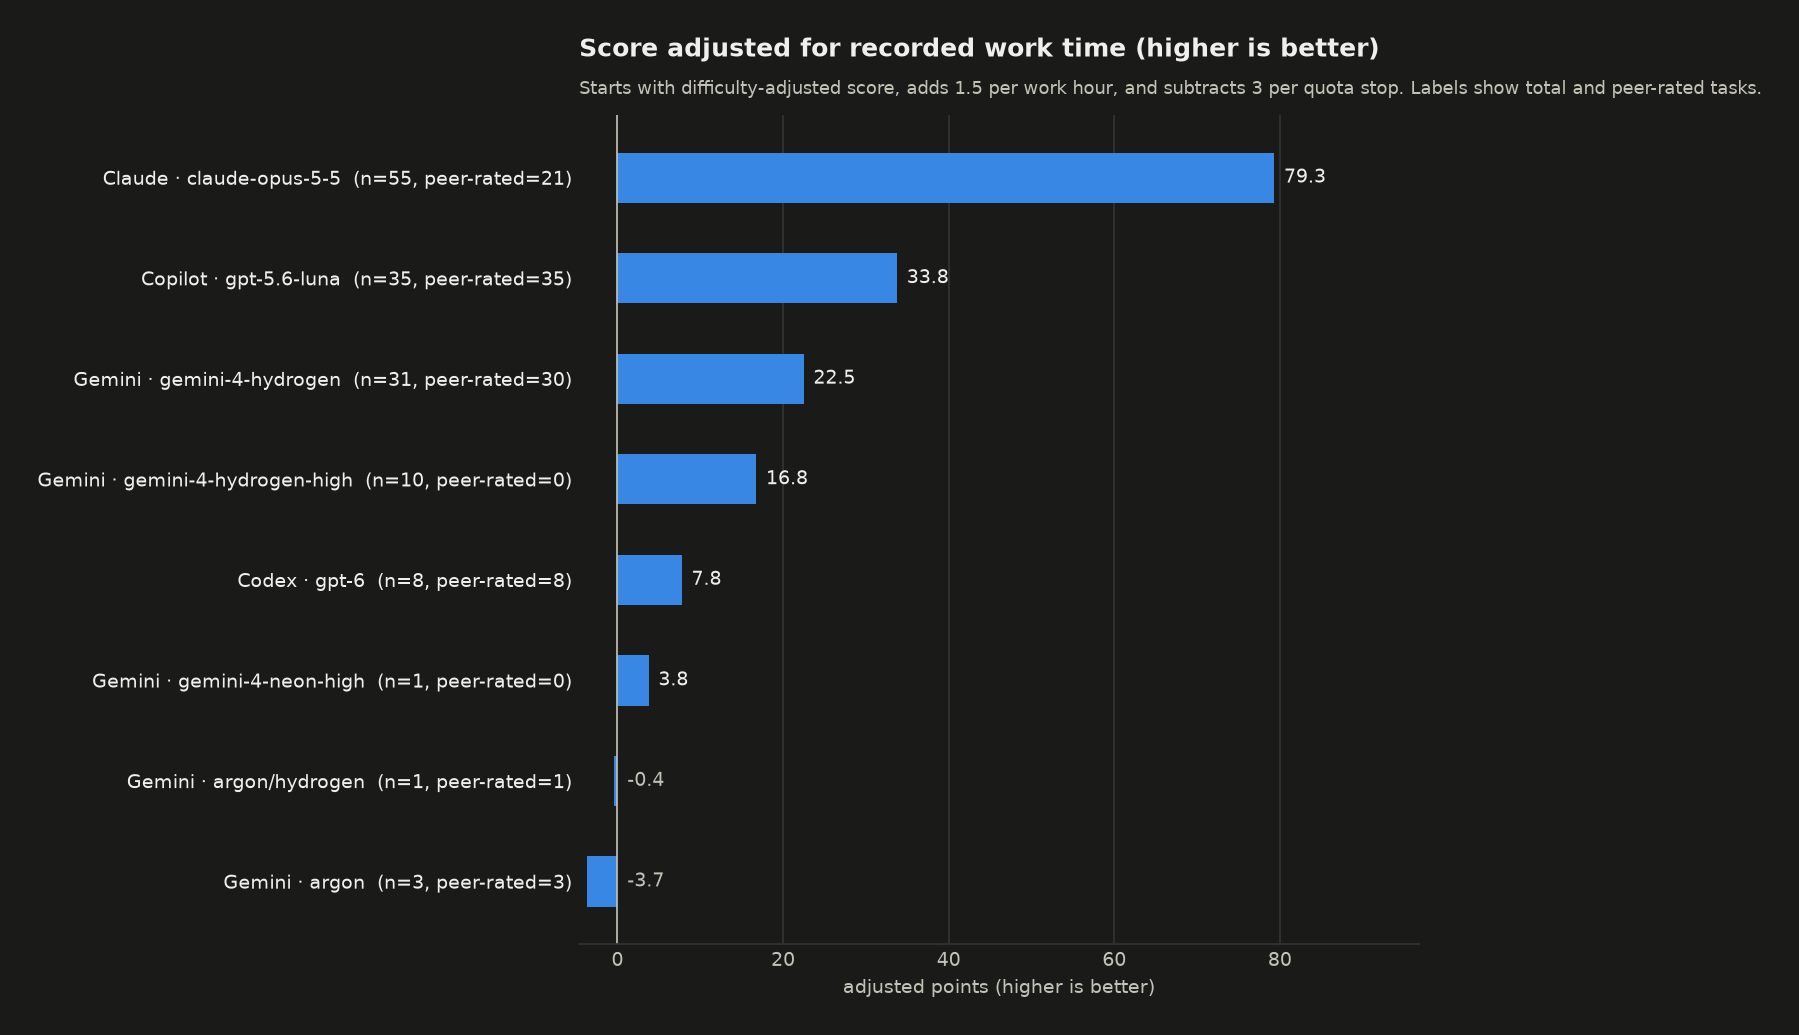 Score adjusted for recorded work time (higher is better)
Starts with difficulty-adjusted score, adds 1.5 per work hour, and subtracts 3 per quota stop. Labels show total and peer-rated tasks.
Claude · claude-opus-5-5  (n=55, peer-rated=21)
79.3
Copilot · gpt-5.6-luna  (n=35, peer-rated=35)
33.8
Gemini · gemini-4-hydrogen  (n=31, peer-rated=30)
22.5
Gemini · gemini-4-hydrogen-high  (n=10, peer-rated=0)
16.8
Codex · gpt-6  (n=8, peer-rated=8)
7.8
Gemini · gemini-4-neon-high  (n=1, peer-rated=0)
3.8
Gemini · argon/hydrogen  (n=1, peer-rated=1)
-0.4
Gemini · argon  (n=3, peer-rated=3)
-3.7
0 20 40 60 80
adjusted points (higher is better)